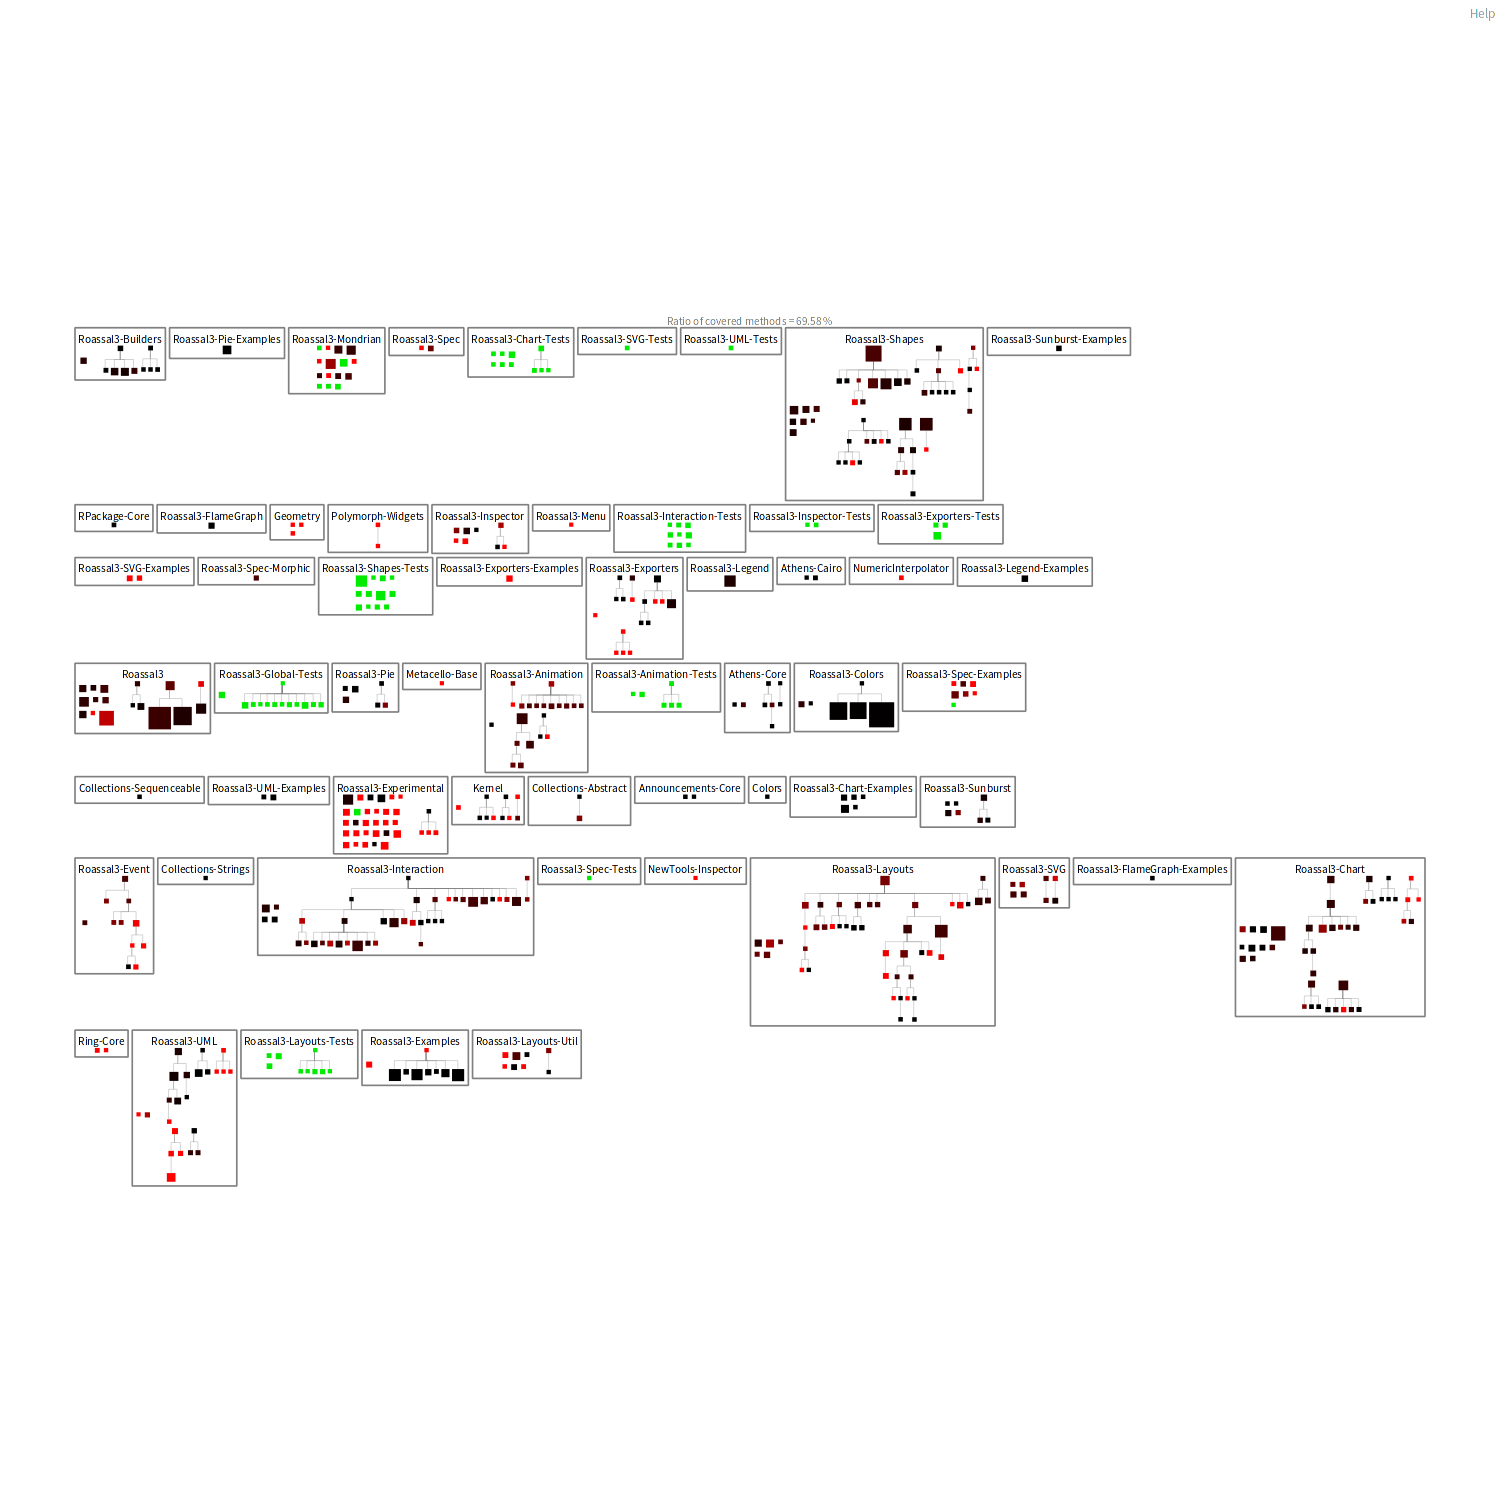 Help
Ratio of covered methods = 69.58%
Roassal3-Builders
Roassal3-Pie-Examples
Roassal3-Mondrian
Roassal3-Spec
Roassal3-Chart-Tests
Roassal3-SVG-Tests
Roassal3-UML-Tests
Roassal3-Shapes
Roassal3-Sunburst-Examples
RPackage-Core
Roassal3-FlameGraph
Geometry
Polymorph-Widgets
Roassal3-Inspector
Roassal3-Menu
Roassal3-Interaction-Tests
Roassal3-Inspector-Tests
Roassal3-Exporters-Tests
Roassal3-SVG-Examples
Roassal3-Spec-Morphic
Roassal3-Shapes-Tests
Roassal3-Exporters-Examples
Roassal3-Exporters
Roassal3-Legend
Athens-Cairo
NumericInterpolator
Roassal3-Legend-Examples
Roassal3
Roassal3-Global-Tests
Roassal3-Pie
Metacello-Base
Roassal3-Animation
Roassal3-Animation-Tests
Athens-Core
Roassal3-Colors
Roassal3-Spec-Examples
Collections-Sequenceable
Roassal3-UML-Examples
Roassal3-Experimental
Kernel
Collections-Abstract
Announcements-Core
Colors
Roassal3-Chart-Examples
Roassal3-Sunburst
Roassal3-Event
Collections-Strings
Roassal3-Interaction
Roassal3-Spec-Tests
NewTools-Inspector
Roassal3-Layouts
Roassal3-SVG
Roassal3-FlameGraph-Examples
Roassal3-Chart
Ring-Core
Roassal3-UML
Roassal3-Layouts-Tests
Roassal3-Examples
Roassal3-Layouts-Util